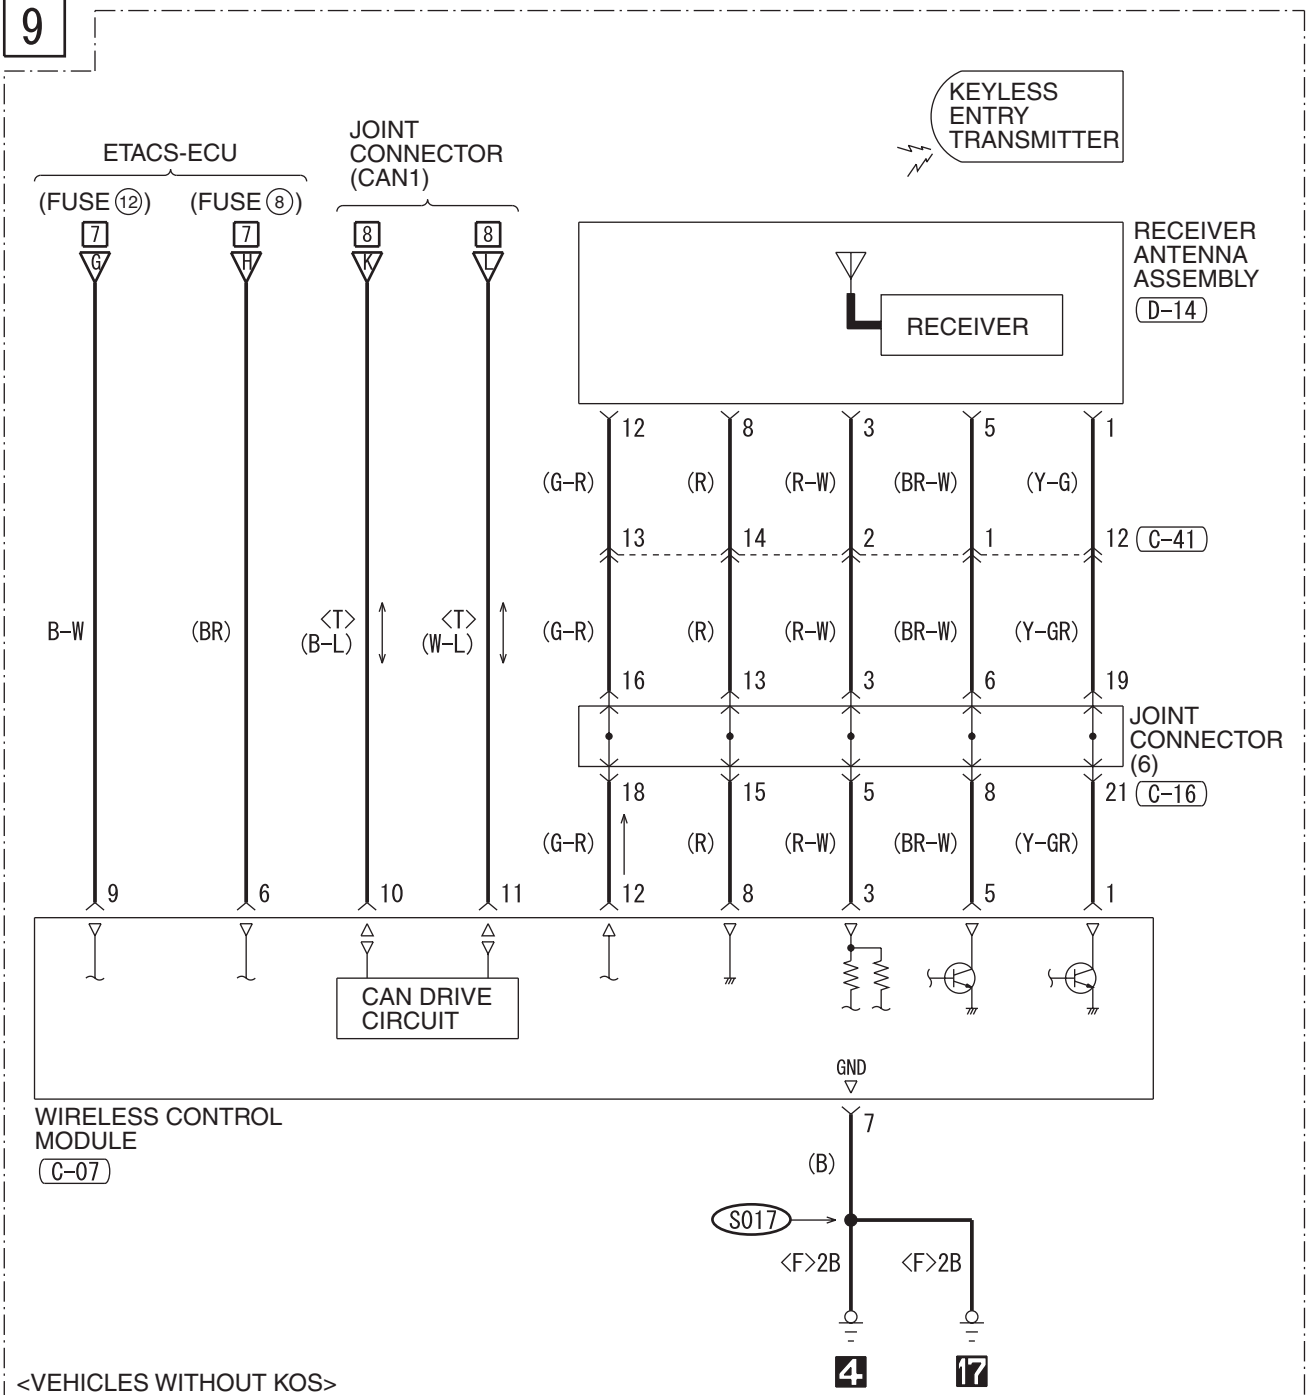 9
KEYLESS
ENTRY
TRANSMITTER
ETACS-ECU
JOINT
CONNECTOR
(CAN1)
(FUSE 12) (FUSE 8)
7 7 8 8
G H K L
RECEIVER
ANTENNA
ASSEMBLY
D-14
RECEIVER
12 8 3 5 1
(G-R) (R) (R-W) (BR-W) (Y-G)
13 14 2 1 12 C-41
B-W (BR) <T> (B-L) <T> (W-L) (G-R) (R) (R-W) (BR-W) (Y-GR)
16 13 3 6 19
JOINT
CONNECTOR
(6)
18 15 5 8 21 C-16
(G-R) (R) (R-W) (BR-W) (Y-GR)
9 6 10 11 12 8 3 5 1
CAN DRIVE
CIRCUIT
GND
WIRELESS CONTROL
MODULE
C-07
7
(B)
S017
<F>2B <F>2B
4 17
<VEHICLES WITHOUT KOS>